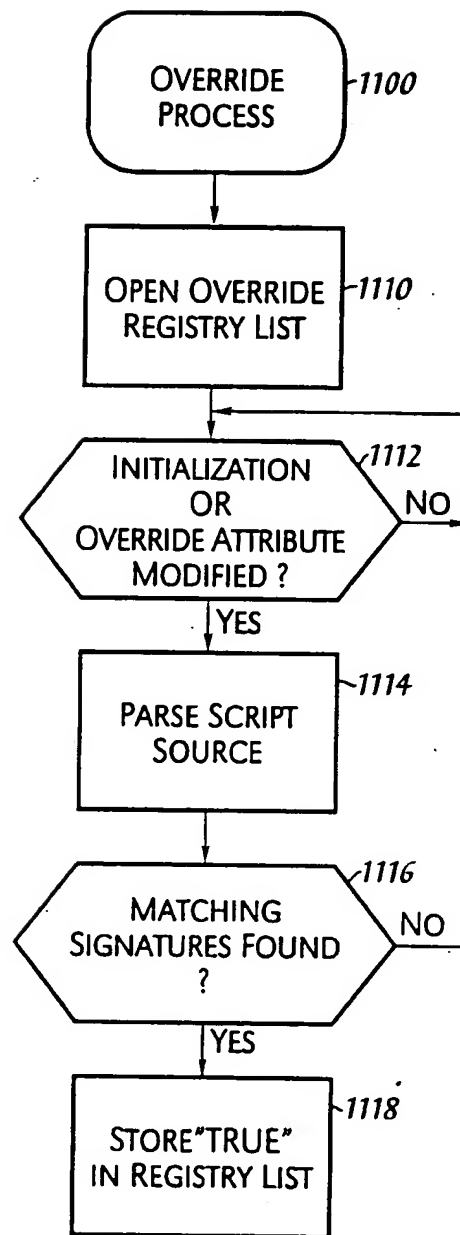 OVERRIDE
PROCESS
1100
OPEN OVERRIDE
REGISTRY LIST
1110
INITIALIZATION
OR
OVERRIDE ATTRIBUTE
MODIFIED ?
1112
NO
YES
PARSE SCRIPT
SOURCE
1114
MATCHING
SIGNATURES FOUND
?
1116
NO
YES
STORE "TRUE"
IN REGISTRY LIST
1118